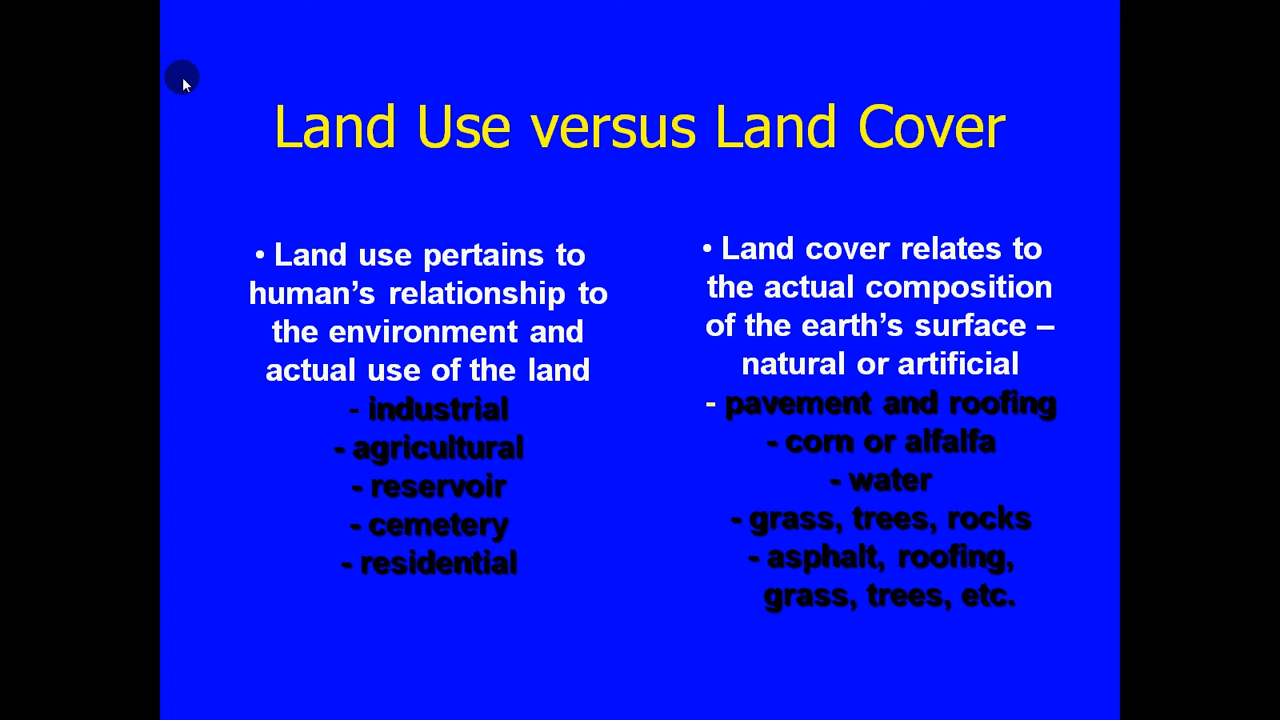 Land Use versus Land Cover
• Land use pertains to
human’s relationship to
the environment and
actual use of the land
- industrial
- agricultural
- reservoir
- cemetery
- residential
• Land cover relates to
the actual composition
of the earth’s surface –
natural or artificial
- pavement and roofing
- corn or alfalfa
- water
- grass, trees, rocks
- asphalt, roofing,
grass, trees, etc.